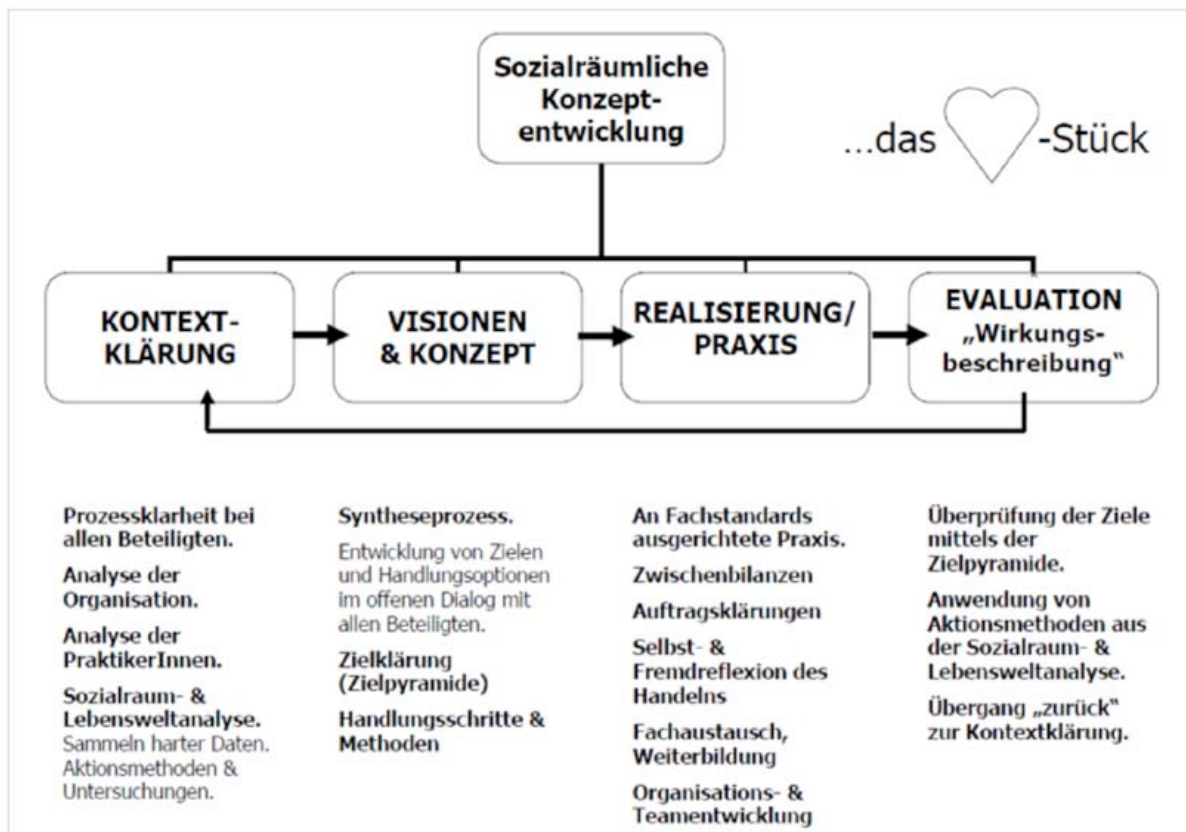 Sozialräumliche
Konzept-
entwicklung
...das
-Stück
KONTEXT-
KLÄRUNG
VISIONEN
& KONZEPT
REALISIERUNG/
PRAXIS
EVALUATION
„Wirkungs-
beschreibung“
Prozessklarheit bei
allen Beteiligten.
Analyse der
Organisation.
Analyse der
PraktikerInnen.
Sozialraum- &
Lebensweltanalyse.
Sammeln harter Daten.
Aktionsmethoden &
Untersuchungen.
Syntheseprozess.
Entwicklung von Zielen
und Handlungsoptionen
im offenen Dialog mit
allen Beteiligten.
Zielklärung
(Zielpyramide)
Handlungsschritte &
Methoden
An Fachstandards
ausgerichtete Praxis.
Zwischenbilanzen
Auftragsklärungen
Selbst- &
Fremdreflexion des
Handelns
Fachaustausch,
Weiterbildung
Organisations- &
Teamentwicklung
Überprüfung der Ziele
mittels der
Zielpyramide.
Anwendung von
Aktionsmethoden aus
der Sozialraum- &
Lebensweltanalyse.
Übergang „zurück“
zur Kontextklärung.